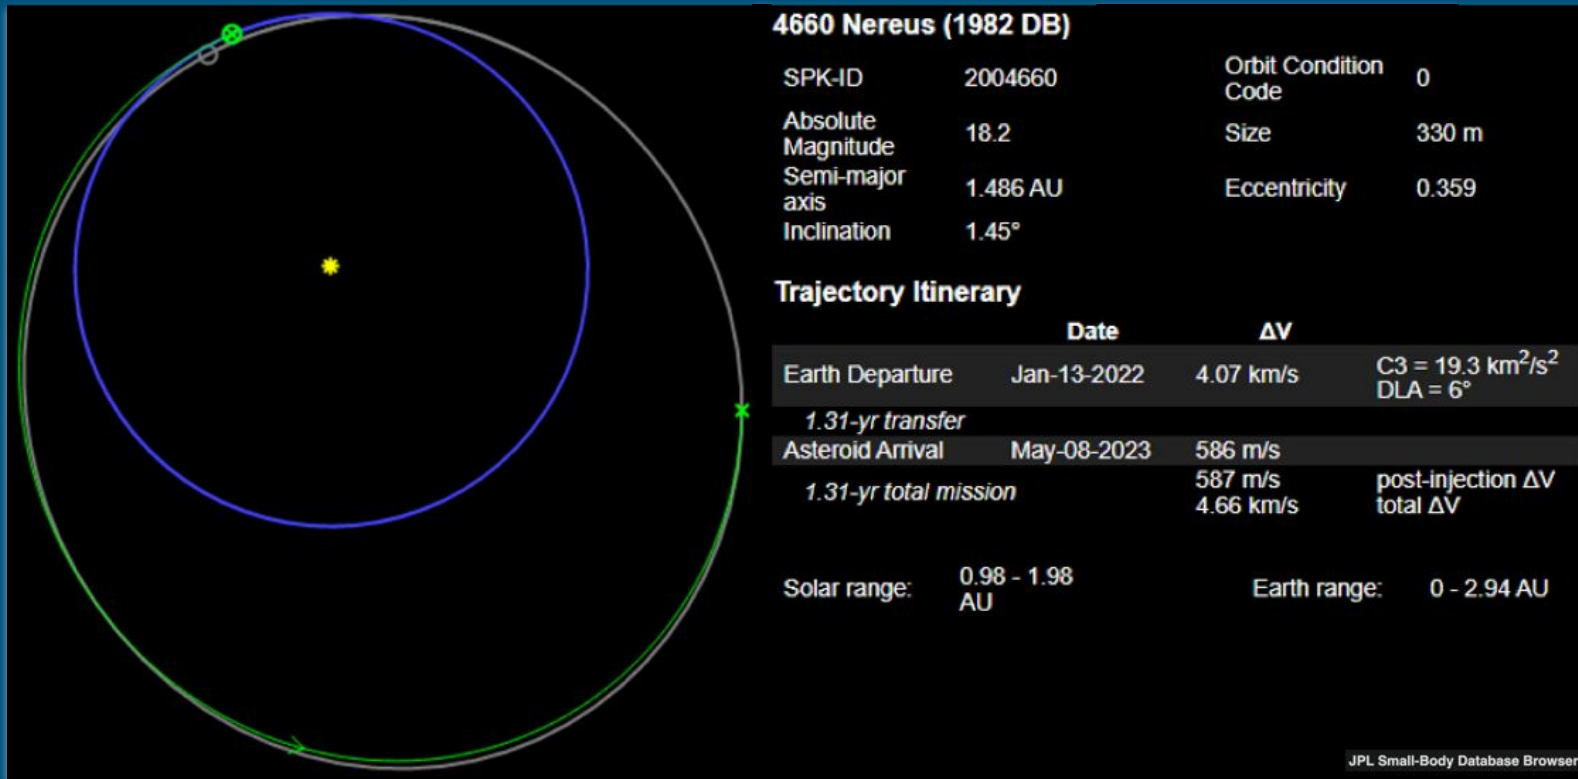 4660 Nereus (1982 DB)
SPK-ID 2004660 Orbit Condition Code 0
Absolute Magnitude 18.2 Size 330 m
Semi-major axis 1.486 AU Eccentricity 0.359
Inclination 1.45°
Trajectory Itinerary
Date ΔV
Earth Departure Jan-13-2022 4.07 km/s C3 = 19.3 km²/s²
DLA = 6°
1.31-yr transfer
Asteroid Arrival May-08-2023 586 m/s
1.31-yr total mission 587 m/s post-injection ΔV
4.66 km/s total ΔV
Solar range: 0.98 - 1.98 AU Earth range: 0 - 2.94 AU
JPL Small-Body Database Browser